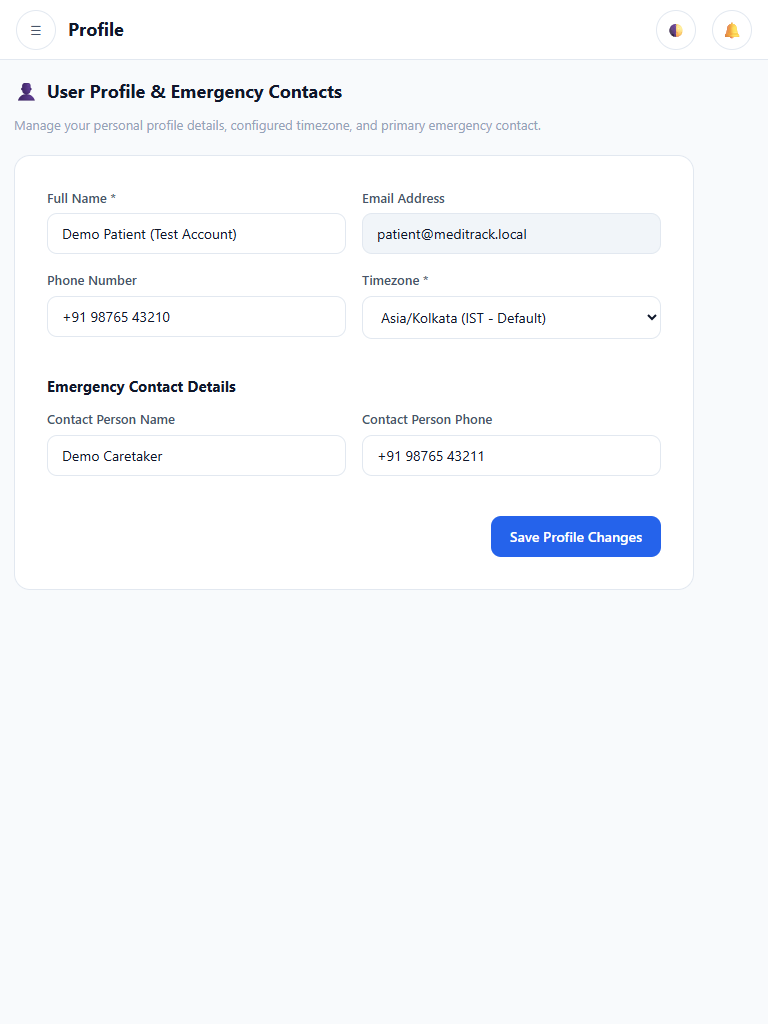 Profile
User Profile & Emergency Contacts
Manage your personal profile details, configured timezone, and primary emergency contact.
Full Name *
Email Address
Demo Patient (Test Account)
patient@meditrack.local
Phone Number
Timezone *
+91 98765 43210
Asia/Kolkata (IST - Default)
Emergency Contact Details
Contact Person Name
Contact Person Phone
Demo Caretaker
+91 98765 43211
Save Profile Changes